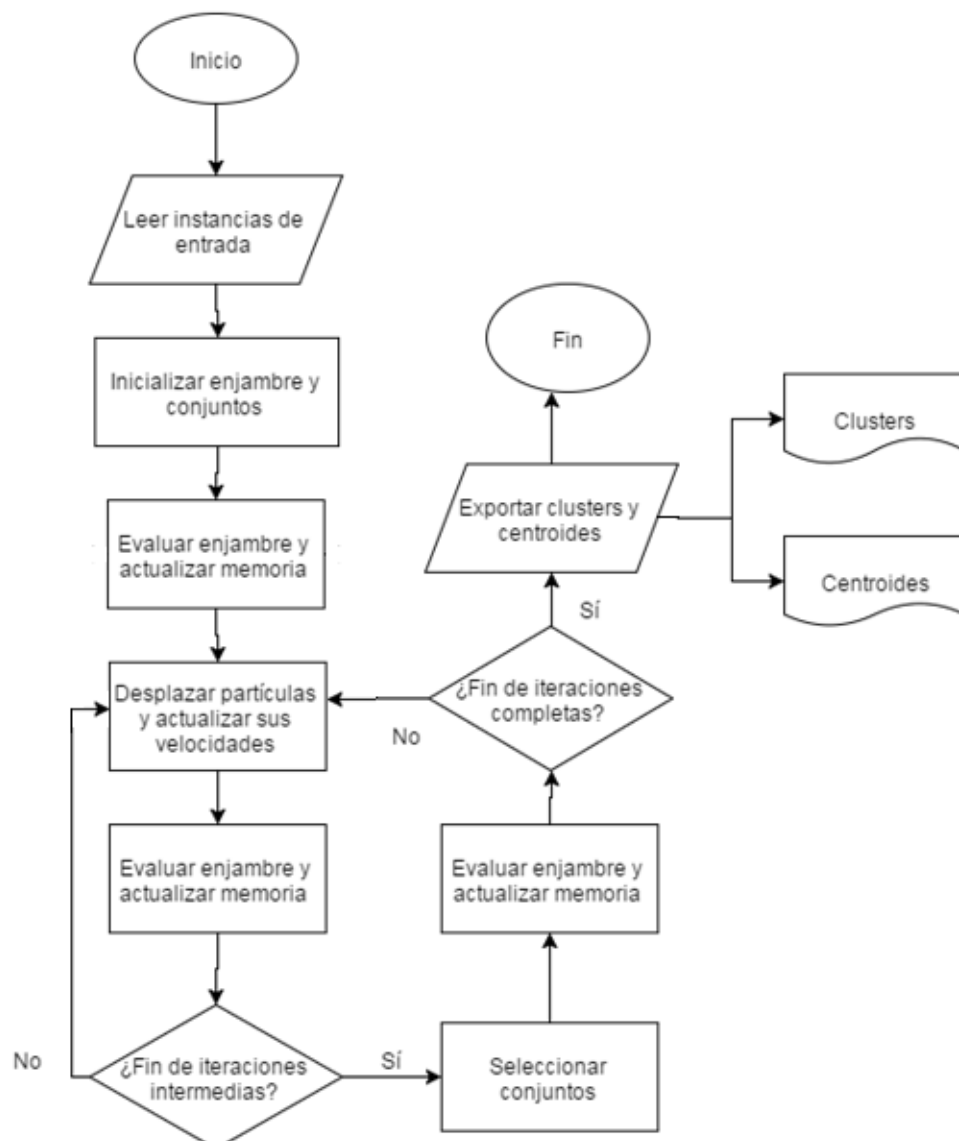 Inicio
Leer instancias de
entrada
Inicializar enjambre y
conjuntos
Evaluar enjambre y
actualizar memoria
Desplazar partículas
y actualizar sus
velocidades
Evaluar enjambre y
actualizar memoria
¿Fin de iteraciones
intermedias?
No
Sí
Seleccionar
conjuntos
Evaluar enjambre y
actualizar memoria
¿Fin de iteraciones
completas?
No
Sí
Exportar clusters y
centroides
Clusters
Centroides
Fin